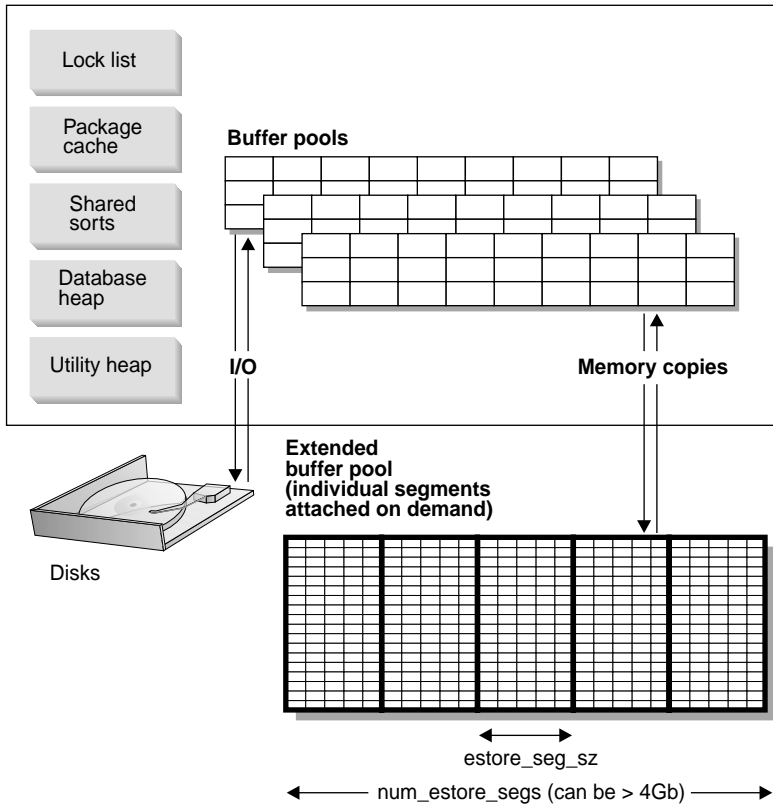 Lock list
Package
cache
Shared
sorts
Database
heap
Utility heap
Buffer pools
I/O
Memory copies
Disks
Extended
buffer pool
(individual segments
attached on demand)
estore_seg_sz
num_estore_segs (can be > 4Gb)